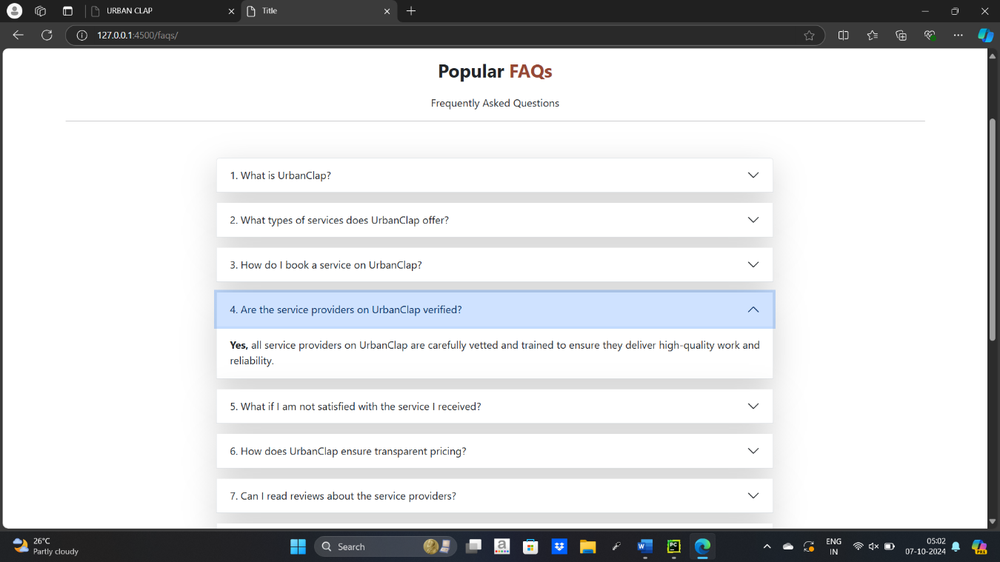 URBAN CLAP
Title
127.0.0.1:4500/faqs/
Popular FAQs
Frequently Asked Questions
1. What is UrbanClap?
2. What types of services does UrbanClap offer?
3. How do I book a service on UrbanClap?
4. Are the service providers on UrbanClap verified?
Yes, all service providers on UrbanClap are carefully vetted and trained to ensure they deliver high-quality work and
reliability.
5. What if I am not satisfied with the service I received?
6. How does UrbanClap ensure transparent pricing?
7. Can I read reviews about the service providers?
26°C
Partly cloudy
Search
a
W
PC
ENG
IN
05:02
07-10-2024
PRE